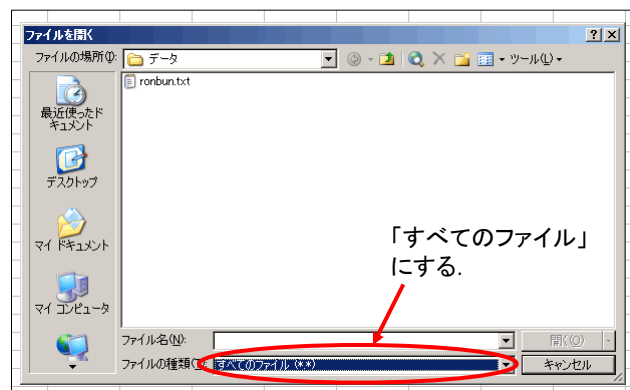 ファイルを開く
ファイルの場所(I):
データ
ツール(L)
ronbun.txt
最近使ったド
キュメント
デスクトップ
マイ ドキュメント
マイ コンピュータ
「すべてのファイル」
にする.
ファイル名(N):
開く(O)
ファイルの種類(T):
すべてのファイル (*.*)
キャンセル